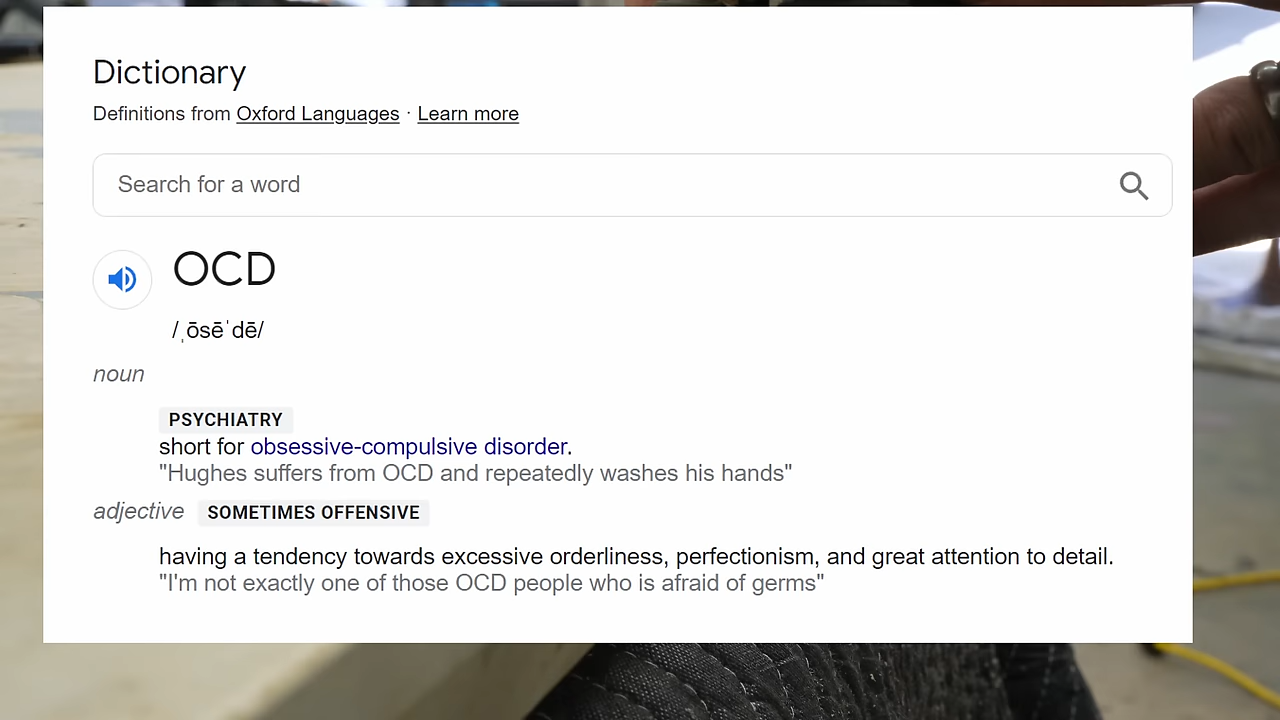 Dictionary
Definitions from Oxford Languages · Learn more
Search for a word
OCD
/ˌōsēˈdē/
noun
PSYCHIATRY
short for obsessive-compulsive disorder.
"Hughes suffers from OCD and repeatedly washes his hands"
adjective SOMETIMES OFFENSIVE
having a tendency towards excessive orderliness, perfectionism, and great attention to detail.
"I'm not exactly one of those OCD people who is afraid of germs"